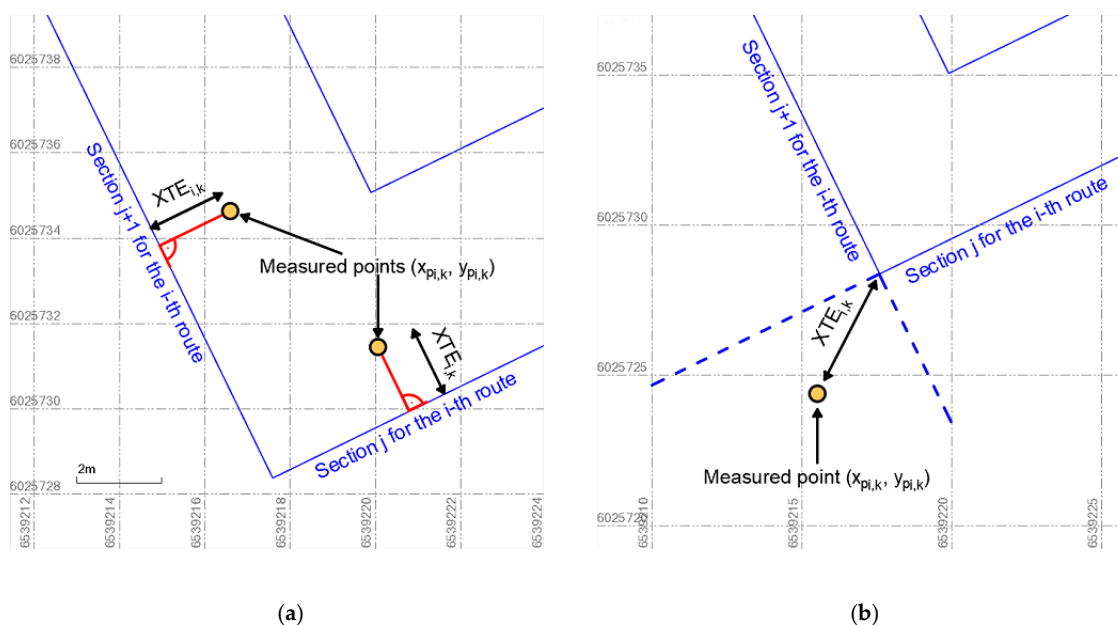 6025738
6025736
6025734
6025732
6025730
6025728
Section j+1 for the i-th route
XTEi,k
Measured points (xpi,k, ypi,k)
XTEi,k
Section j for the i-th route
2m
6539212
6539214
6539216
6539218
6539220
6539222
6539224
(a)
6025735
6025730
6025725
6025720
Section j+1 for the i-th route
Section j for the i-th route
XTEi,k
Measured point (xpi,k, ypi,k)
6539210
6539215
6539220
6539225
(b)